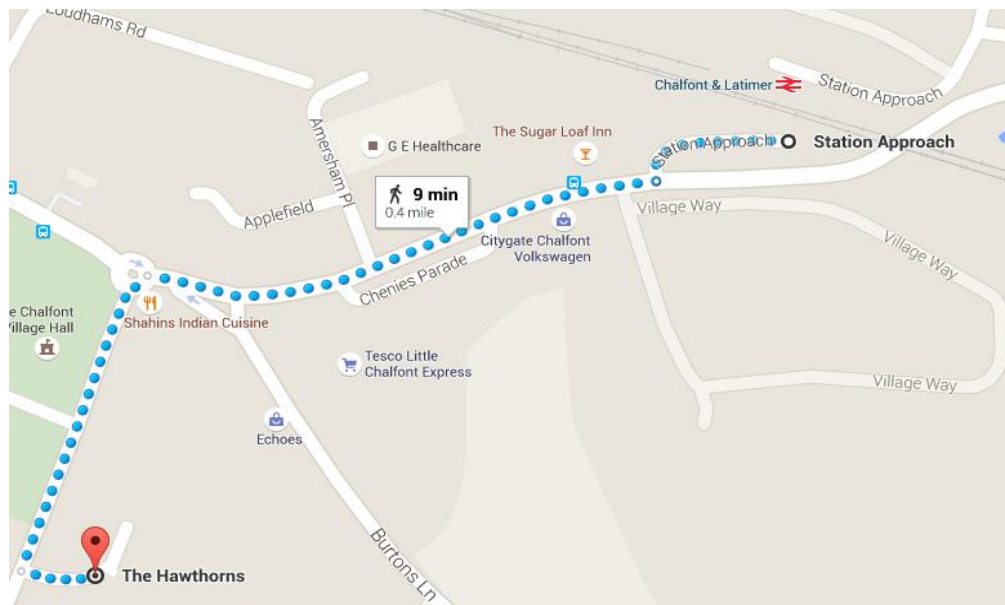 Loudhams Rd
Chalfont & Latimer
Station Approach
The Sugar Loaf Inn
G E Healthcare
Amersham Pl
Station Approach
Station Approach
9 min
0.4 mile
Applefield
Village Way
Citygate Chalfont
Volkswagen
Village Way
Chenies Parade
Shahins Indian Cuisine
e Chalfont
Village Hall
Tesco Little
Chalfont Express
Village Way
Echoes
Burtons Ln
The Hawthorns